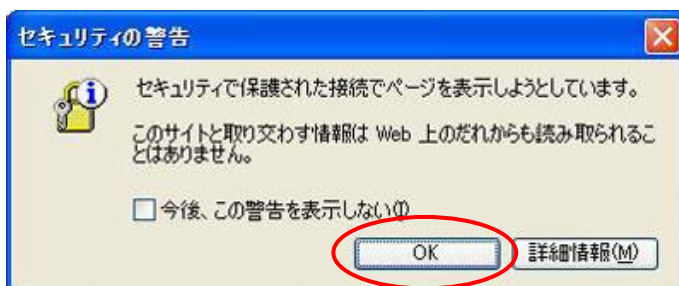 セキュリティの警告
セキュリティで保護された接続でページを表示しようとしています。
このサイトと取り交わす情報は Web 上のだれからも読み取られるこ
とはありません。
今後、この警告を表示しない(I)
OK 詳細情報(M)